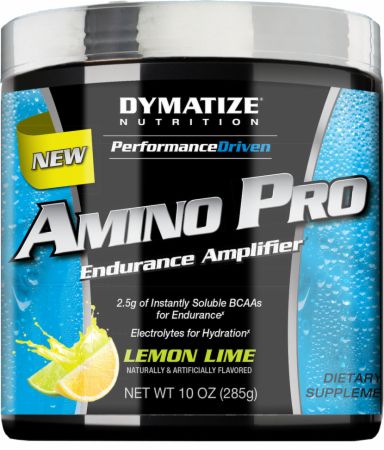 DYMATIZE®
NUTRITION
PerformanceDriven
NEW
AMINO PRO
Endurance Amplifier
2.5g of Instantly Soluble BCAAs
for Endurance‡
Electrolytes for Hydration‡
LEMON LIME
NATURALLY & ARTIFICIALLY FLAVORED
NET WT 10 OZ (285g)
DIETARY
SUPPLEME